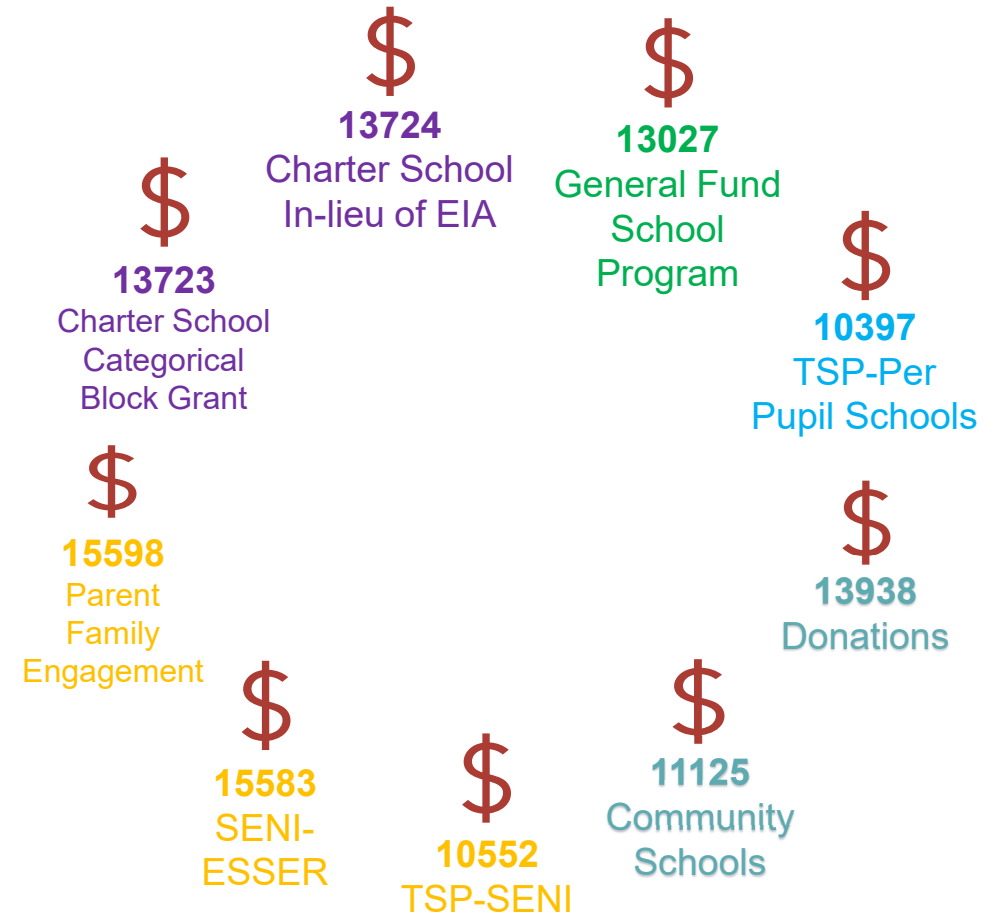 $
13724
Charter School
In-lieu of EIA
$
13027
General Fund
School
Program
$
10397
TSP-Per
Pupil Schools
$
13938
Donations
$
11125
Community
Schools
$
10552
TSP-SENI
$
15583
SENI-
ESSER
$
15598
Parent
Family
Engagement
$
13723
Charter School
Categorical
Block Grant